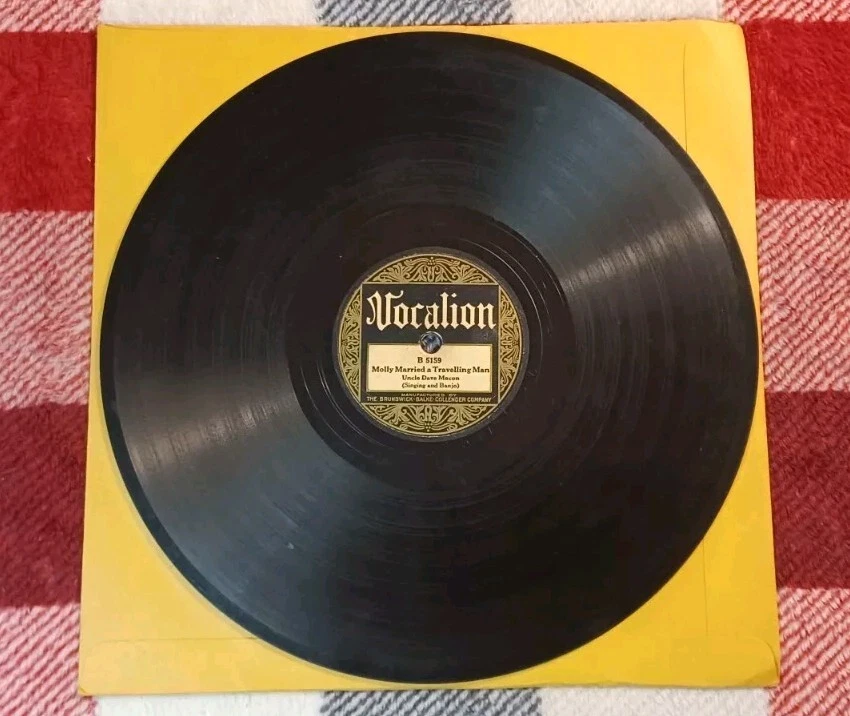 Vocalion
B 5159
Molly Married a Travelling Man
Uncle Dave Macon
(Singing and Banjo)
MANUFACTURED BY
THE BRUNSWICK-BALKE-COLLENDER COMPANY